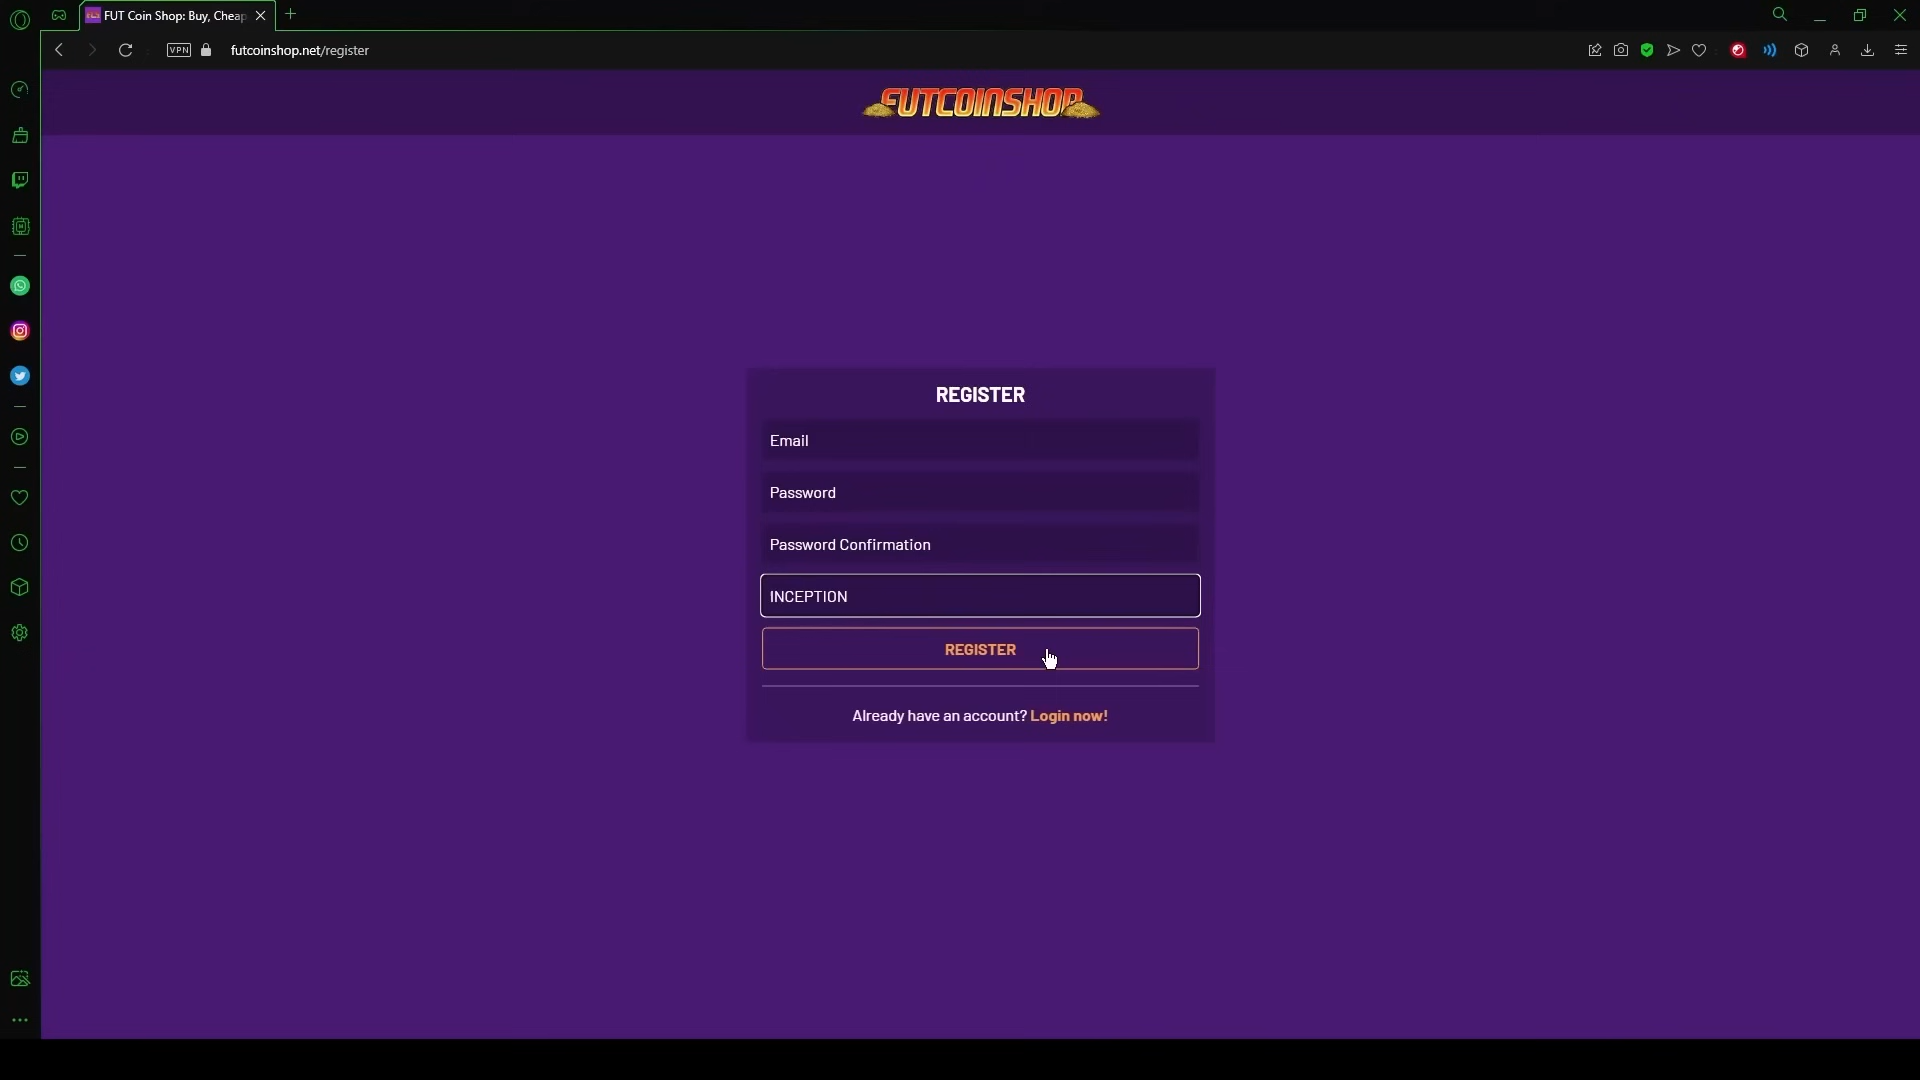 FUT Coin Shop: Buy, Cheap
VPN
futcoinshop.net/register
FUTCOINSHOP
REGISTER
Email
Password
Password Confirmation
INCEPTION
REGISTER
Already have an account? Login now!